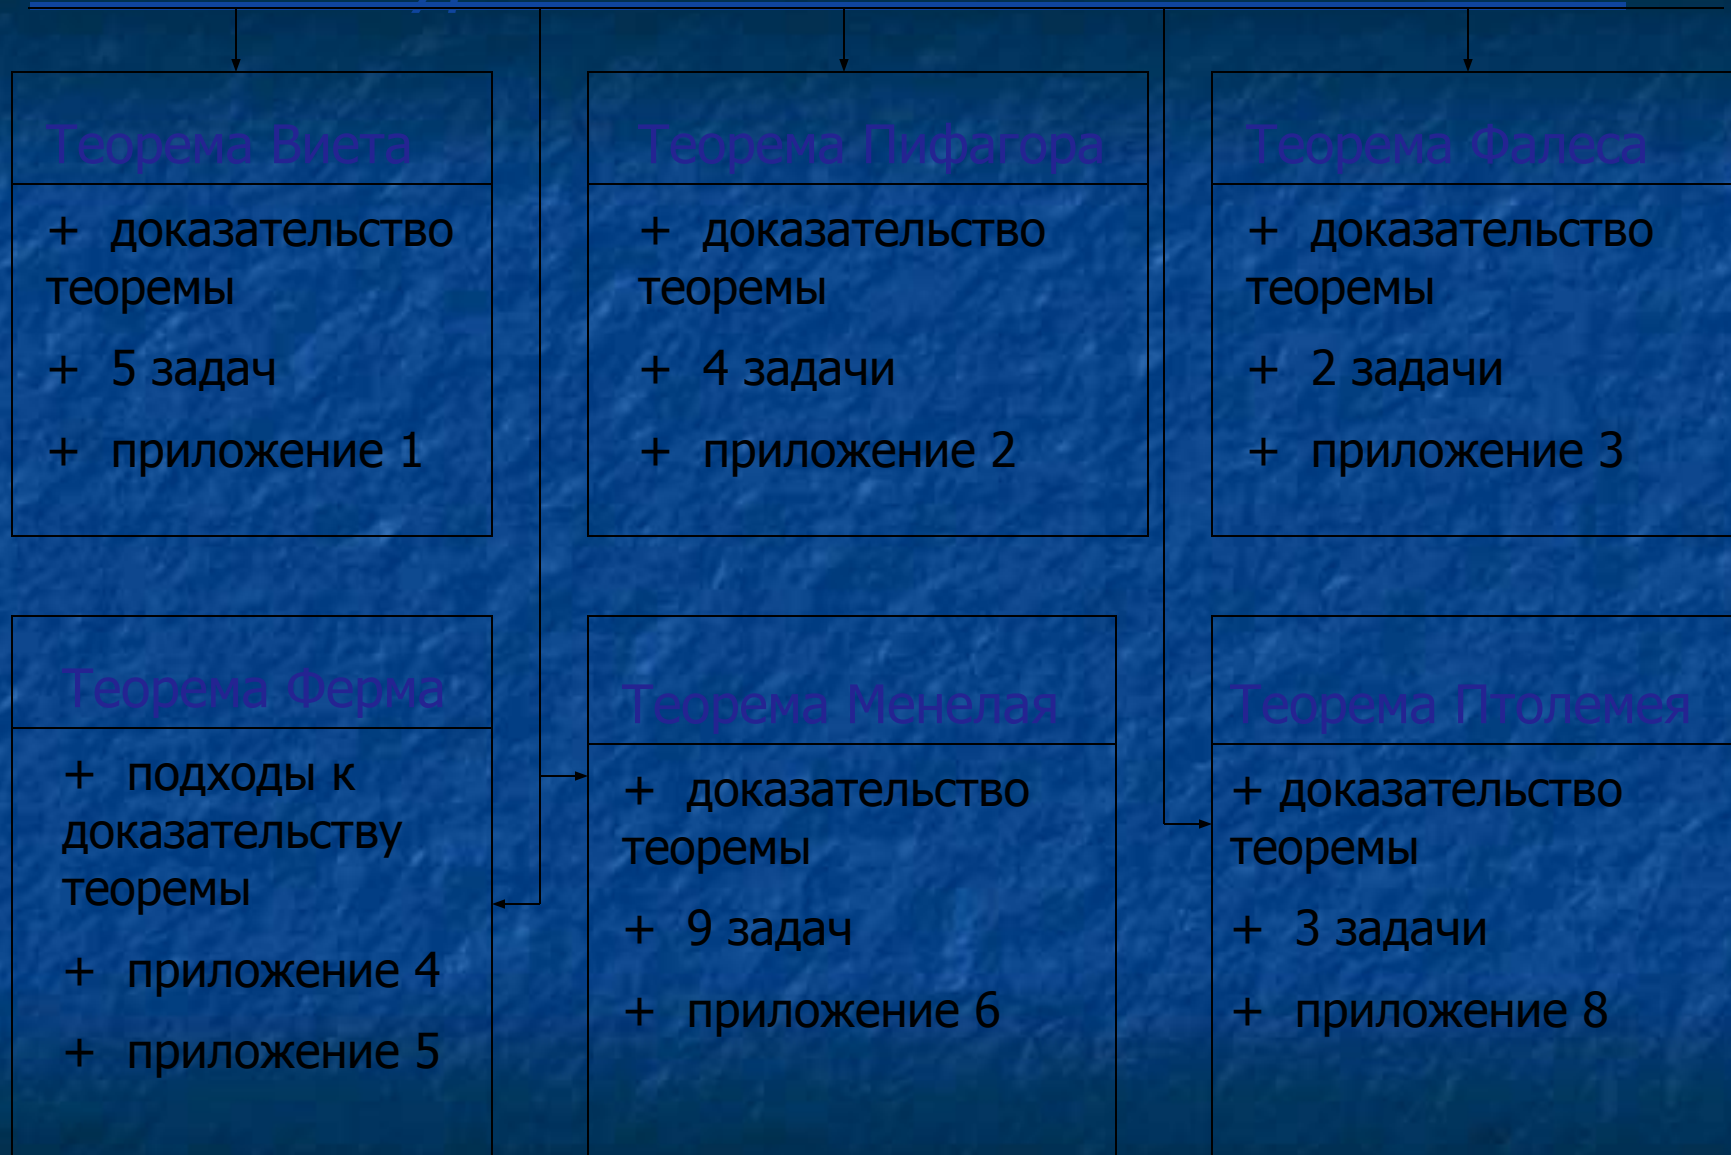 Теорема Виета
+ доказательство
теоремы
+ 5 задач
+ приложение 1
Теорема Пифагора
+ доказательство
теоремы
+ 4 задачи
+ приложение 2
Теорема Фалеса
+ доказательство
теоремы
+ 2 задачи
+ приложение 3
Теорема Ферма
+ подходы к
доказательству
теоремы
+ приложение 4
+ приложение 5
Теорема Менелая
+ доказательство
теоремы
+ 9 задач
+ приложение 6
Теорема Птолемея
+ доказательство
теоремы
+ 3 задачи
+ приложение 8